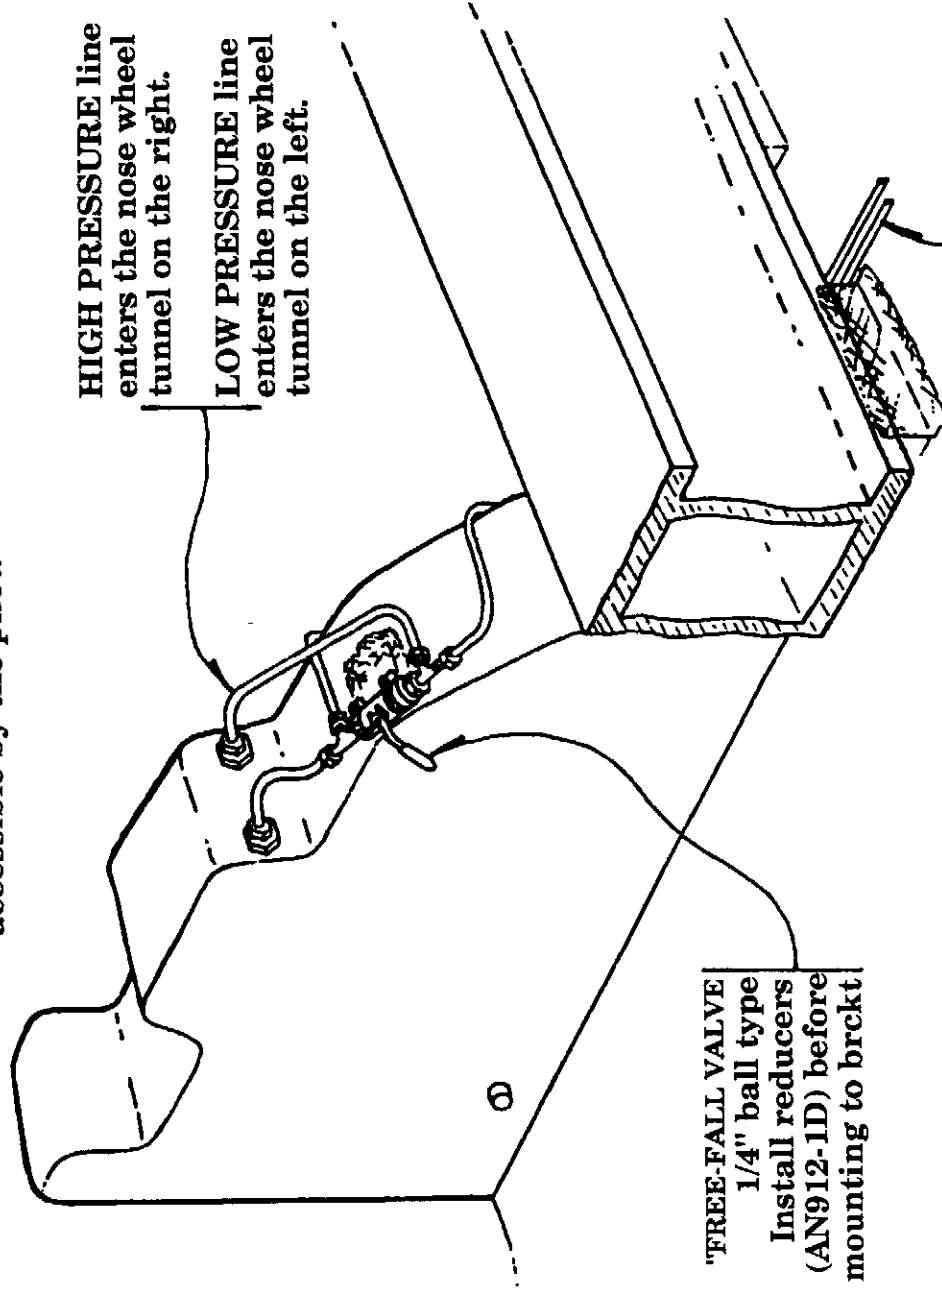 HIGH PRESSURE line
enters the nose wheel
tunnel on the right.
LOW PRESSURE line
enters the nose wheel
tunnel on the left.
"FREE-FALL VALVE
1/4" ball type
Install reducers
(AN912-1D) before
mounting to brckt